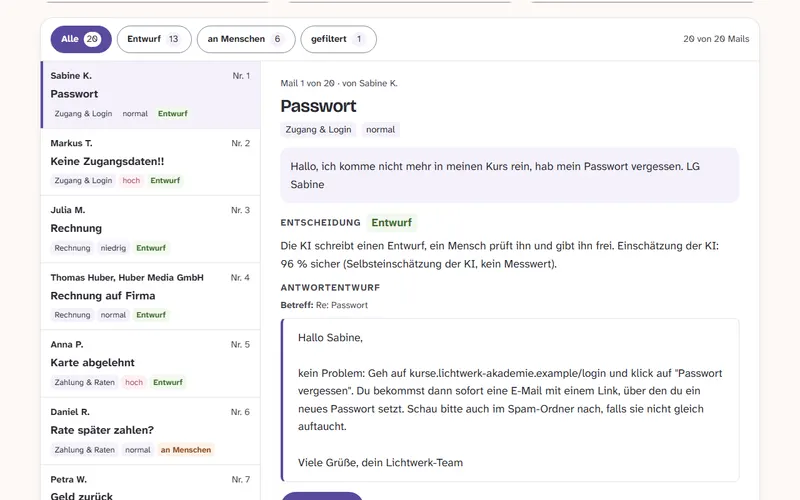 Alle 20
Entwurf 13
an Menschen 6
gefiltert 1
20 von 20 Mails
Sabine K. Nr. 1
Passwort
Zugang & Login normal Entwurf
Markus T. Nr. 2
Keine Zugangsdaten!!
Zugang & Login hoch Entwurf
Julia M. Nr. 3
Rechnung
Rechnung niedrig Entwurf
Thomas Huber, Huber Media GmbH Nr. 4
Rechnung auf Firma
Rechnung normal Entwurf
Anna P. Nr. 5
Karte abgelehnt
Zahlung & Raten hoch Entwurf
Daniel R. Nr. 6
Rate später zahlen?
Zahlung & Raten normal an Menschen
Petra W. Nr. 7
Geld zurück
Mail 1 von 20 · von Sabine K.
Passwort
Zugang & Login normal
Hallo, ich komme nicht mehr in meinen Kurs rein, hab mein Passwort vergessen. LG
Sabine
ENTSCHEIDUNG Entwurf
Die KI schreibt einen Entwurf, ein Mensch prüft ihn und gibt ihn frei. Einschätzung der KI:
96 % sicher (Selbsteinschätzung der KI, kein Messwert).
ANTWORTENTWURF
Betreff: Re: Passwort
Hallo Sabine,
kein Problem: Geh auf kurse.lichtwerk-akademie.example/login und klick auf "Passwort
vergessen". Du bekommst dann sofort eine E-Mail mit einem Link, über den du ein
neues Passwort setzt. Schau bitte auch im Spam-Ordner nach, falls sie nicht gleich
auftaucht.
Viele Grüße, dein Lichtwerk-Team